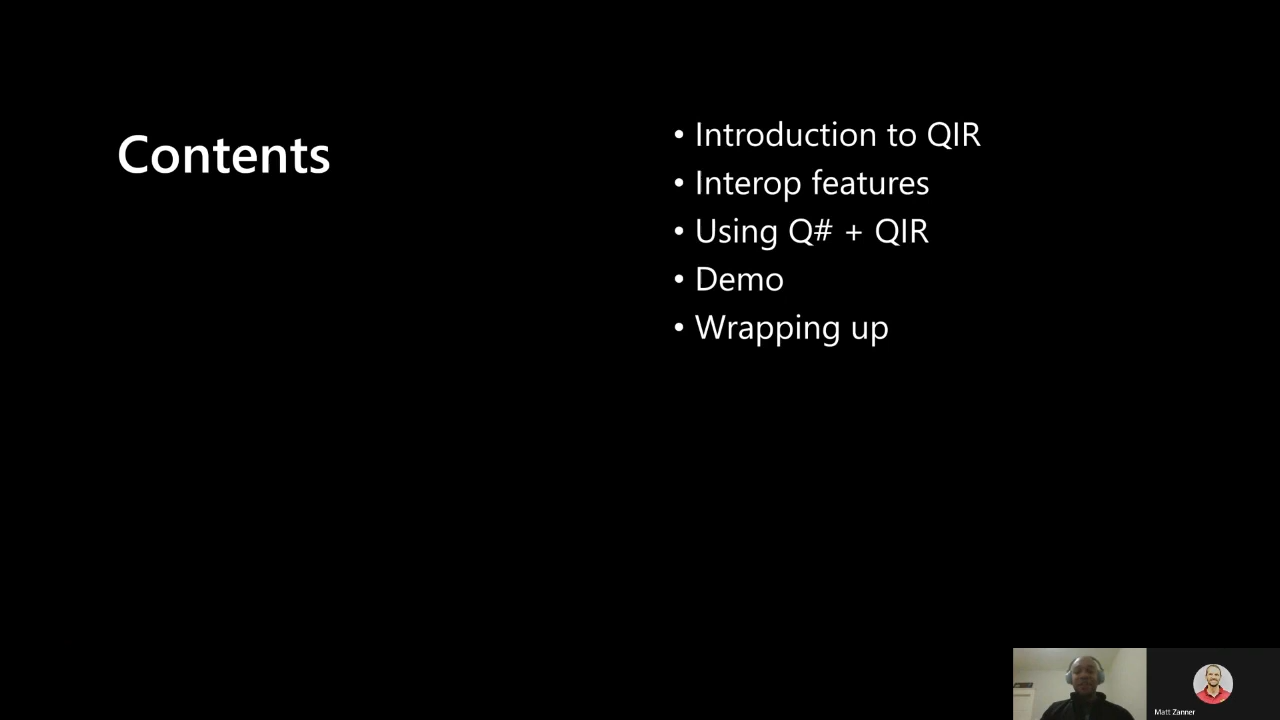 Contents
• Introduction to QIR
• Interop features
• Using Q# + QIR
• Demo
• Wrapping up
Matt Zanner